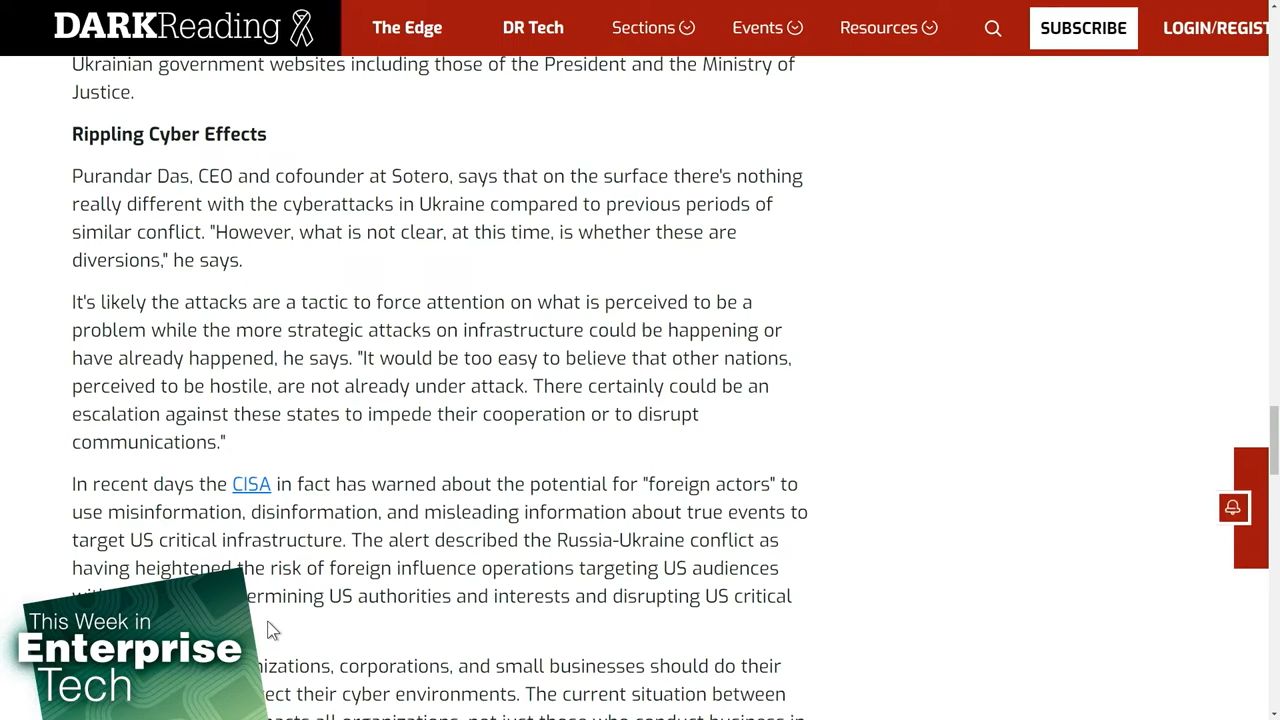 DARKReading
The Edge
DR Tech
Sections
Events
Resources
SUBSCRIBE
LOGIN/REGIST
Ukrainian government websites including those of the President and the Ministry of
Justice.
Rippling Cyber Effects
Purandar Das, CEO and cofounder at Sotero, says that on the surface there's nothing
really different with the cyberattacks in Ukraine compared to previous periods of
similar conflict. "However, what is not clear, at this time, is whether these are
diversions," he says.
It's likely the attacks are a tactic to force attention on what is perceived to be a
problem while the more strategic attacks on infrastructure could be happening or
have already happened, he says. "It would be too easy to believe that other nations,
perceived to be hostile, are not already under attack. There certainly could be an
escalation against these states to impede their cooperation or to disrupt
communications."
In recent days the CISA in fact has warned about the potential for "foreign actors" to
use misinformation, disinformation, and misleading information about true events to
target US critical infrastructure. The alert described the Russia-Ukraine conflict as
having heightened the risk of foreign influence operations targeting US audiences
ermining US authorities and interests and disrupting US critical
nizations, corporations, and small businesses should do their
ect their cyber environments. The current situation between
acts all organizations, not just those who conduct business in
This Week in
Enterprise
Tech